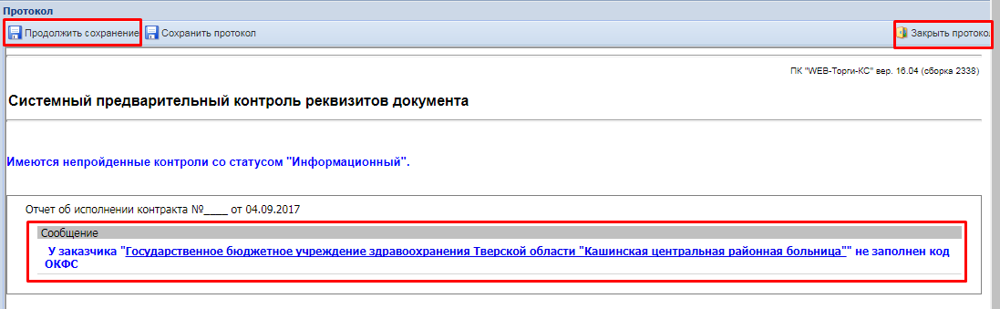 Протокол
Продолжить сохранение Сохранить протокол Закрыть протокол
ПК "WEB-Торги-КС" вер. 16.04 (сборка 2338)
Системный предварительный контроль реквизитов документа
Имеются непройденные контроли со статусом "Информационный".
Отчет об исполнении контракта №____ от 04.09.2017
Сообщение
У заказчика "Государственное бюджетное учреждение здравоохранения Тверской области "Кашинская центральная районная больница"" не заполнен код
ОКФС